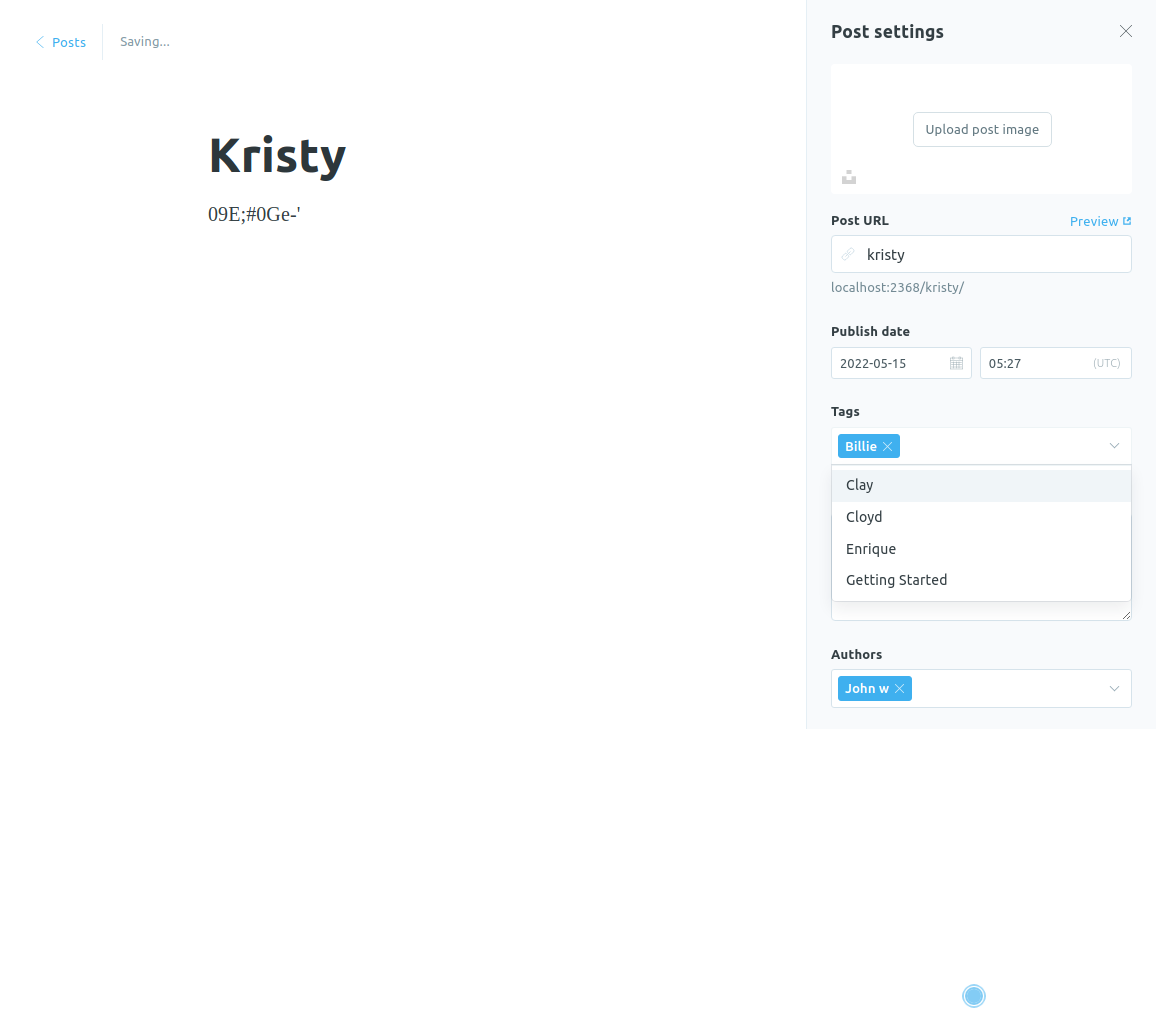 Posts
Saving...
Kristy
09E;#0Ge-'
Post settings
Upload post image
Post URL
Preview
kristy
localhost:2368/kristy/
Publish date
2022-05-15
05:27
(UTC)
Tags
Billie
Clay
Cloyd
Enrique
Getting Started
Authors
John w